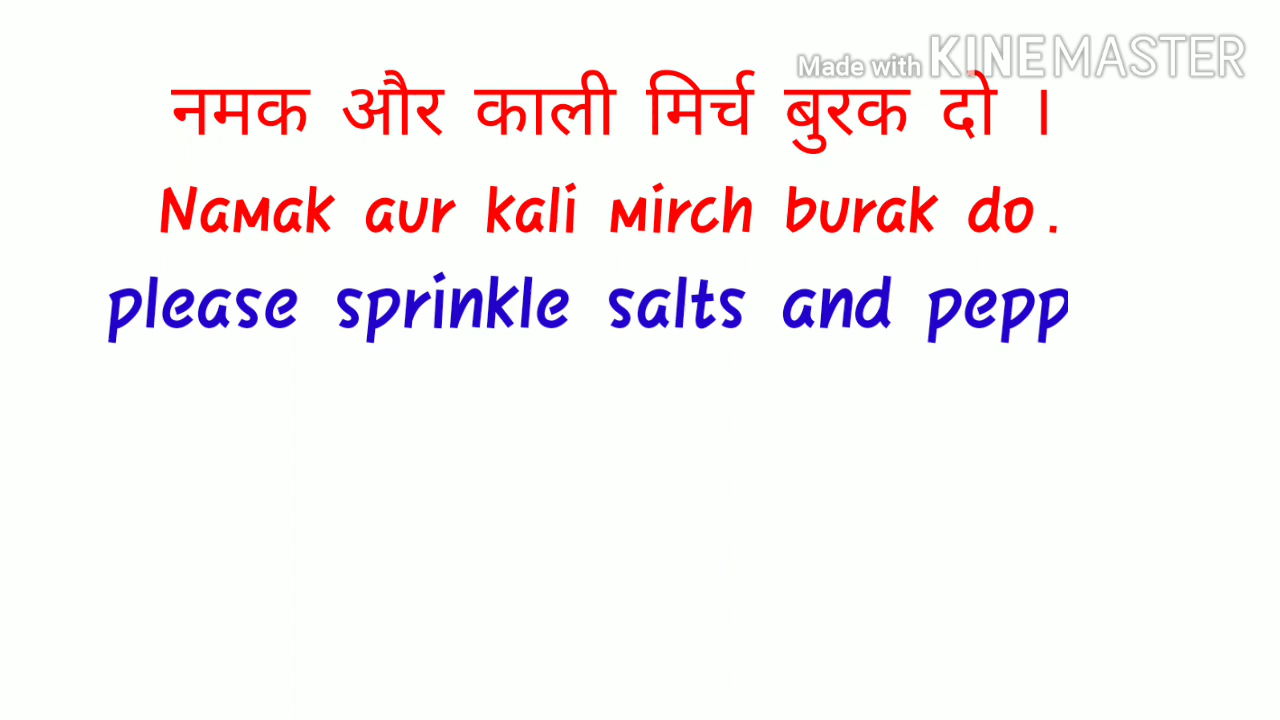 Made with KINEMASTER
नमक और काली मिर्च बुरक दो ।
Namak aur kali mirch burak do .
please sprinkle salts and pepp